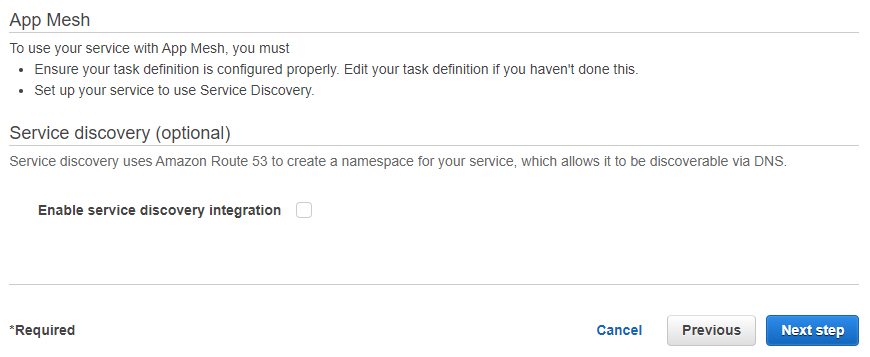 App Mesh
To use your service with App Mesh, you must
Ensure your task definition is configured properly. Edit your task definition if you haven't done this.
Set up your service to use Service Discovery.
Service discovery (optional)
Service discovery uses Amazon Route 53 to create a namespace for your service, which allows it to be discoverable via DNS.
Enable service discovery integration
*Required Cancel Previous Next step